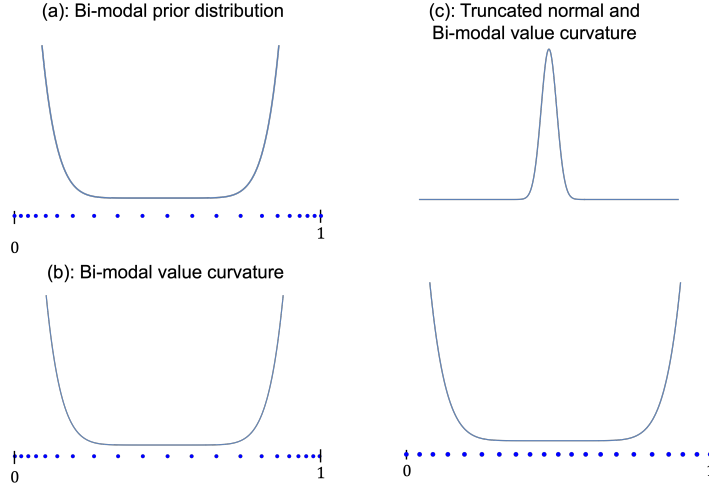 (a): Bi-modal prior distribution
0
1
(b): Bi-modal value curvature
0
1
(c): Truncated normal and
Bi-modal value curvature
0
1